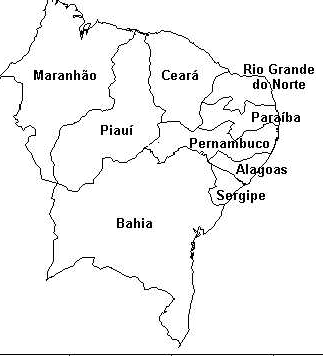 Maranhão
Ceará
Rio Grande
do Norte
Paraíba
Piauí
Pernambuco
Alagoas
Sergipe
Bahia